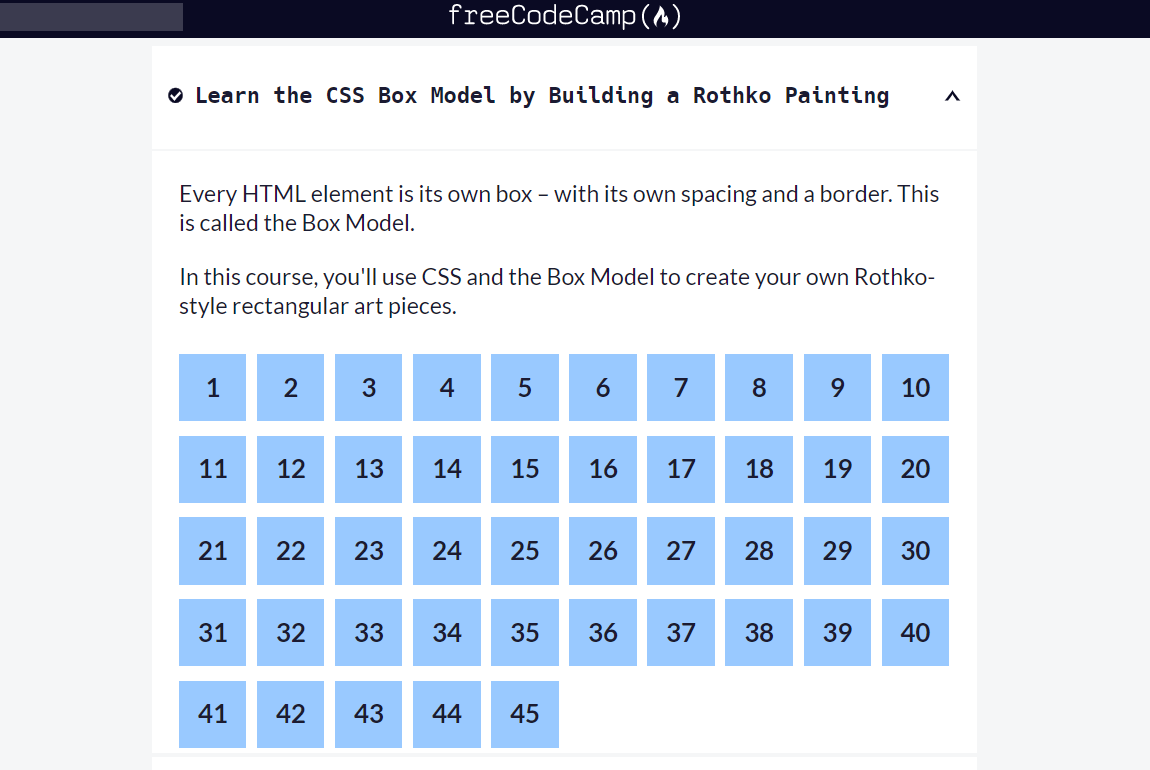 freeCodeCamp
Learn the CSS Box Model by Building a Rothko Painting
Every HTML element is its own box – with its own spacing and a border. This
is called the Box Model.
In this course, you'll use CSS and the Box Model to create your own Rothko-
style rectangular art pieces.
1 2 3 4 5 6 7 8 9 10
11 12 13 14 15 16 17 18 19 20
21 22 23 24 25 26 27 28 29 30
31 32 33 34 35 36 37 38 39 40
41 42 43 44 45